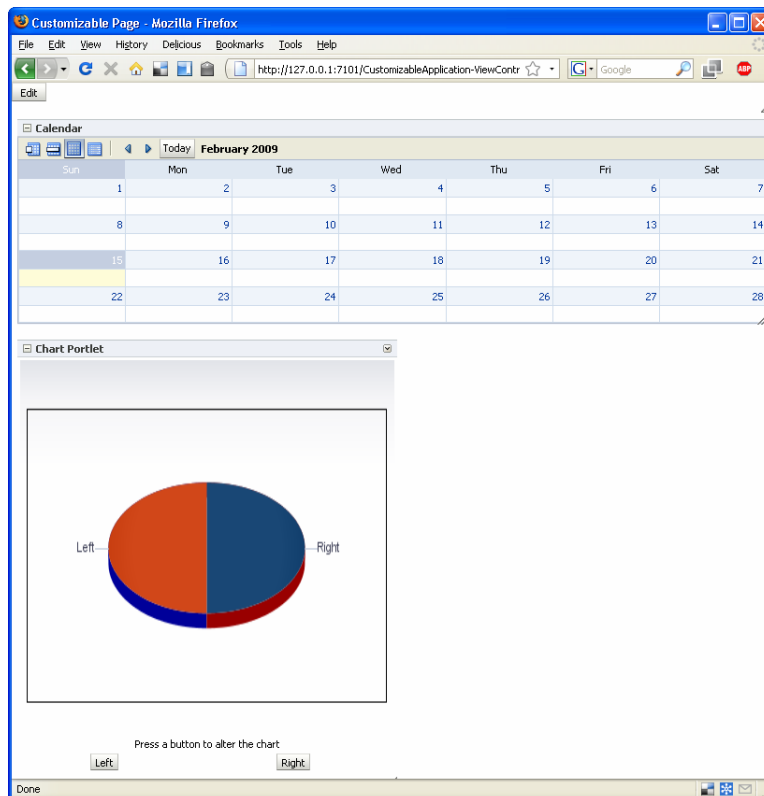 Customizable Page - Mozilla Firefox
File Edit View History Delicious Bookmarks Tools Help
http://127.0.0.1:7101/CustomizableApplication-ViewContr
G Google
ABP
Edit
Calendar
Today February 2009
Sun Mon Tue Wed Thu Fri Sat
1 2 3 4 5 6 7
8 9 10 11 12 13 14
15 16 17 18 19 20 21
22 23 24 25 26 27 28
Chart Portlet
Left Right
Press a button to alter the chart
Left Right
Done